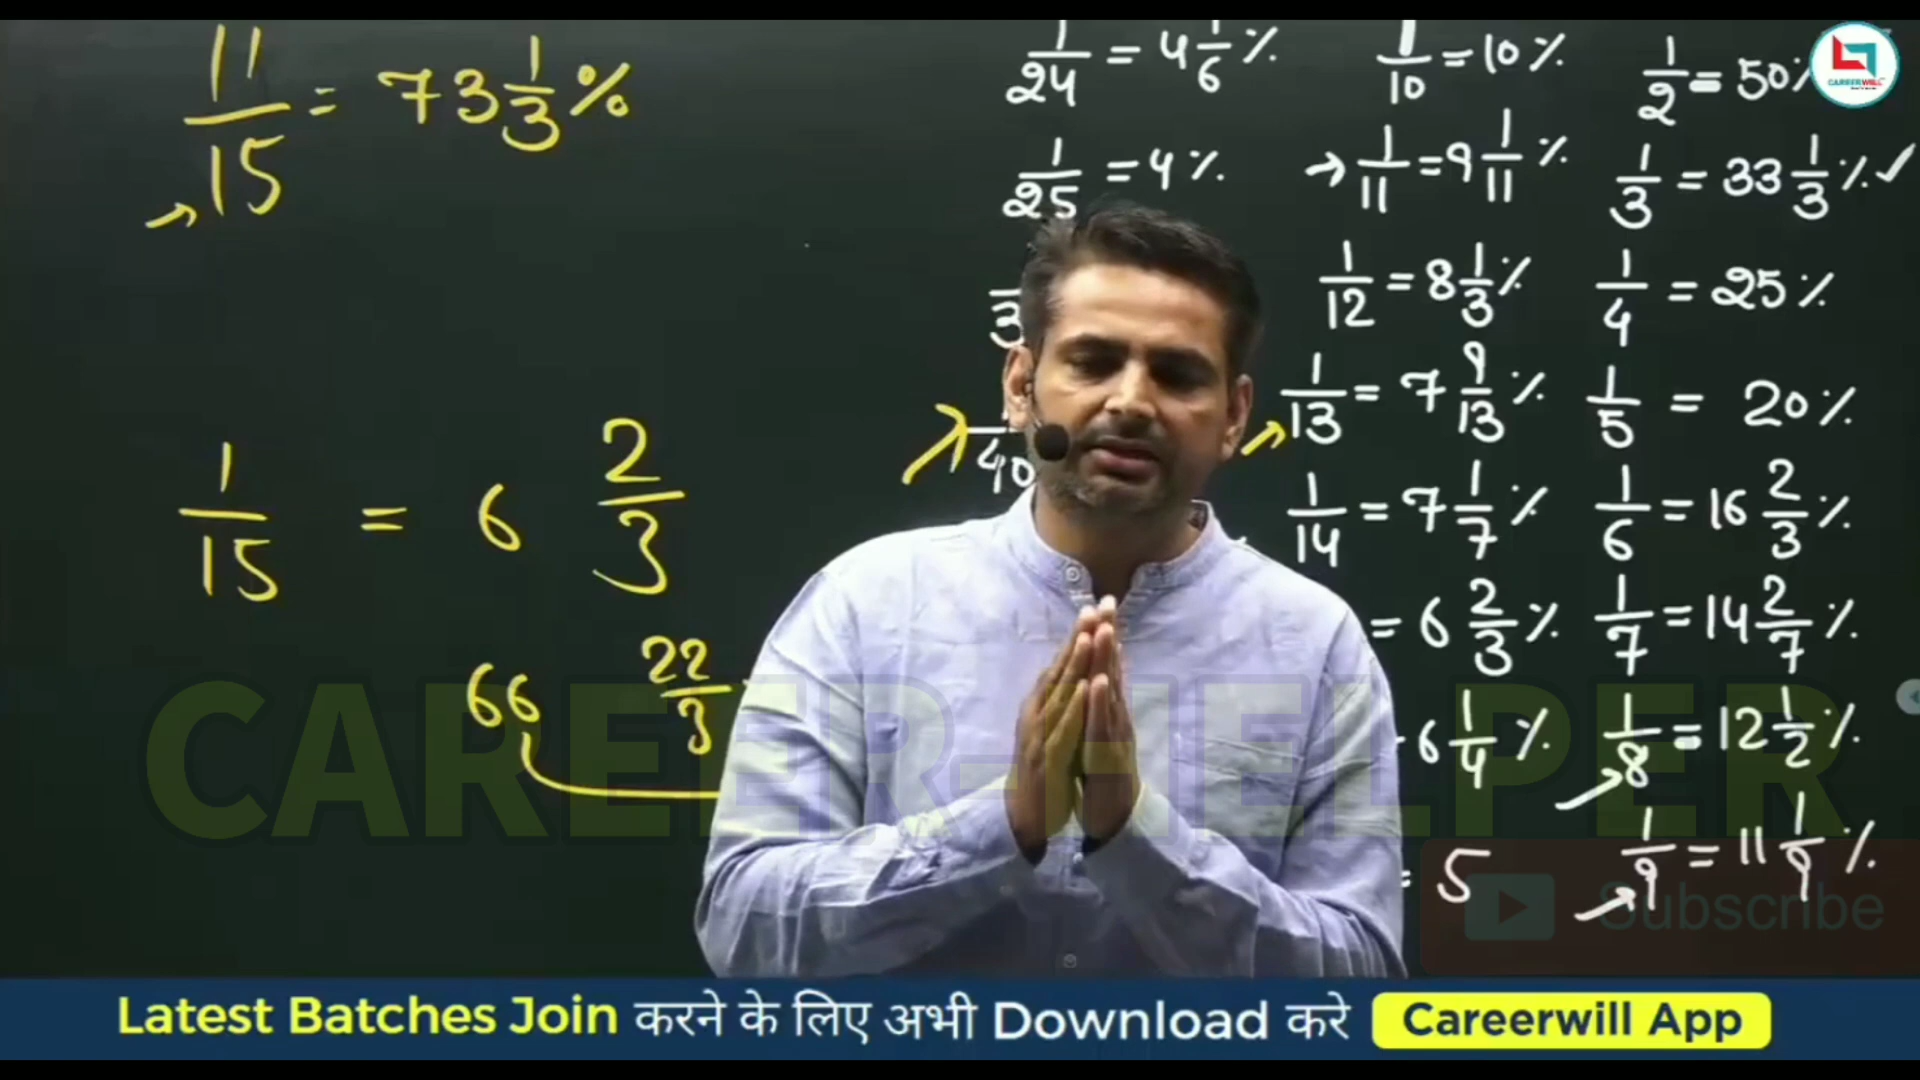 11/15 = 73 1/3 %
1/15 = 6 2/3
66 22/3
1/24 = 4 1/6 %
1/25 = 4 %
3
40
1/10 = 10 %
→ 1/11 = 9 1/11 %
1/12 = 8 1/3 %
1/13 = 7 9/13 %
1/14 = 7 1/7 %
= 6 2/3 %
6 1/4 %
= 5
1/2 = 50 %
1/3 = 33 1/3 % ✓
1/4 = 25 %
1/5 = 20 %
1/6 = 16 2/3 %
1/7 = 14 2/7 %
1/8 = 12 1/2 %
1/9 = 11 1/9 %
CAREERWILL
CAREER-HELPER
Subscribe
Latest Batches Join करने के लिए अभी Download करे Careerwill App